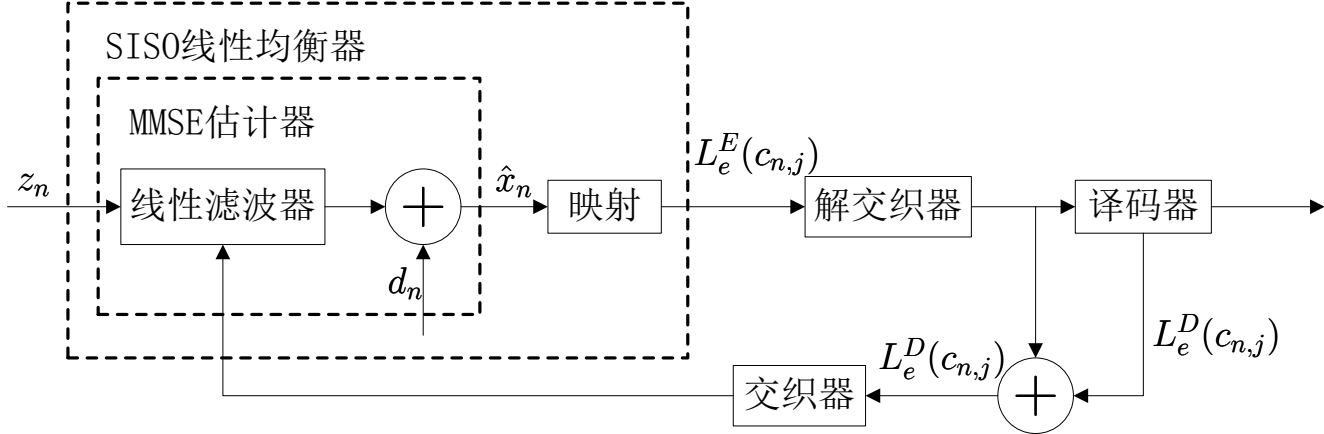 SISO线性均衡器
MMSE估计器
z_n
线性滤波器
+
x̂_n
映射
L_e^E(c_{n,j})
解交织器
译码器
d_n
L_e^D(c_{n,j})
L_e^D(c_{n,j})
交织器
+